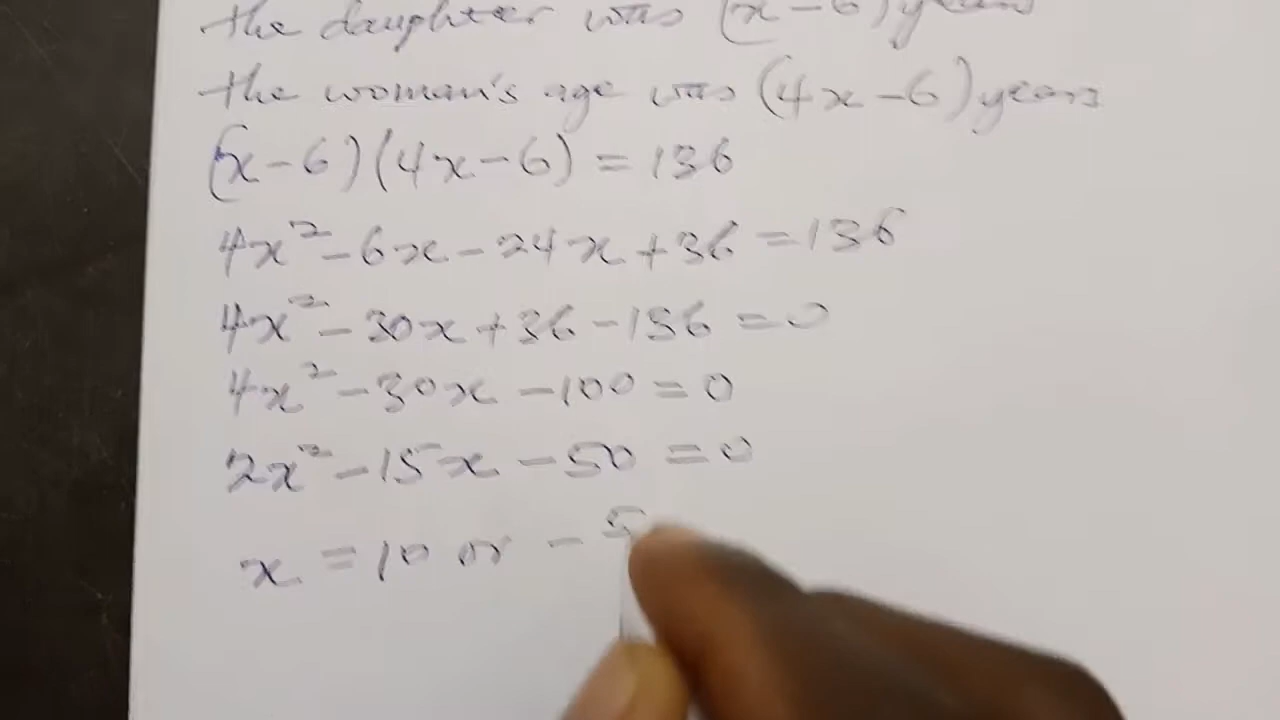 the daughter was (x-6) years
the woman's age was (4x-6) years
(x-6)(4x-6) = 136
4x² - 6x - 24x + 36 = 136
4x² - 30x + 36 - 136 = 0
4x² - 30x - 100 = 0
2x² - 15x - 50 = 0
x = 10 or - 5